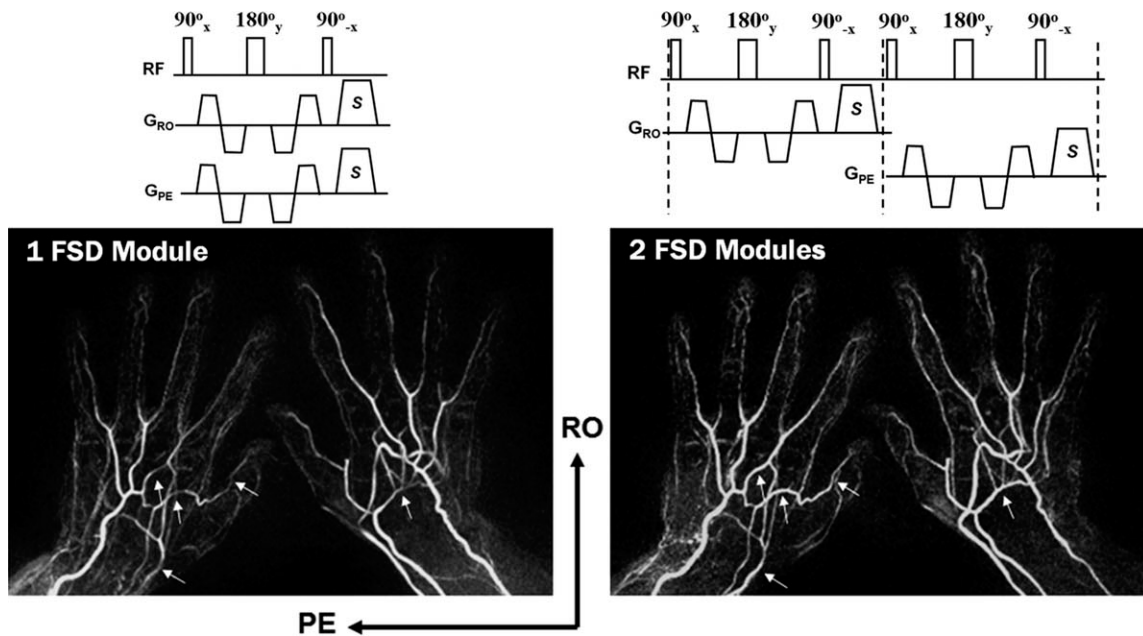 90°x 180°y 90°-x
RF
GRO
S
GPE
S
90°x 180°y 90°-x 90°x 180°y 90°-x
RF
GRO
S
GPE
S
1 FSD Module
2 FSD Modules
RO
PE